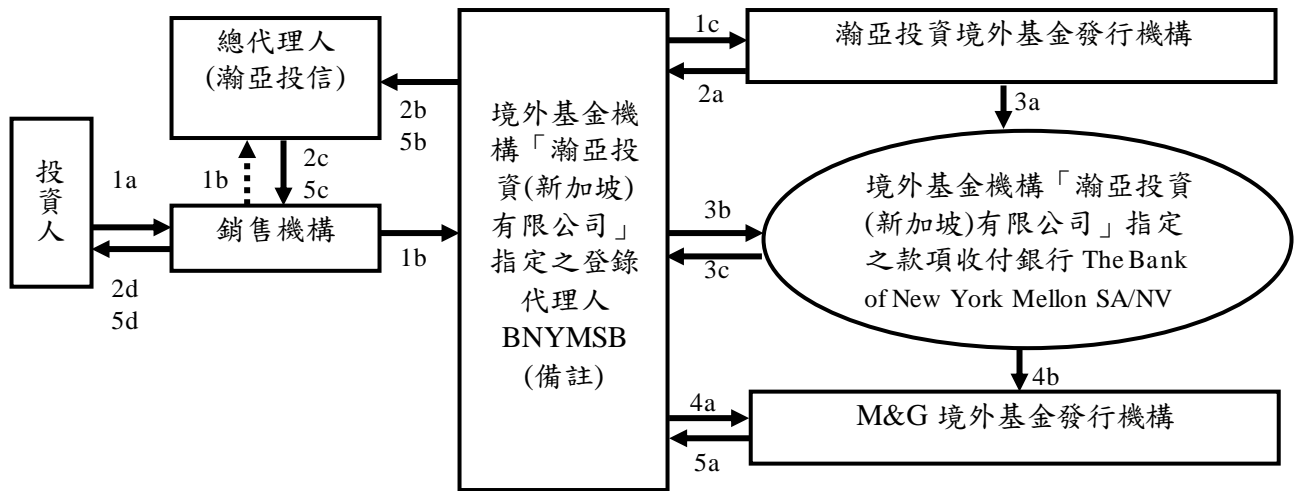 投
資
人
1a
2d
5d
總代理人
(瀚亞投信)
1b
2c
5c
銷售機構
2b
5b
1b
境外基金機
構「瀚亞投
資(新加坡)
有限公司」
指定之登錄
代理人
BNYMSB
(備註)
1c
2a
瀚亞投資境外基金發行機構
3a
3b
3c
境外基金機構「瀚亞投資
(新加坡)有限公司」指定
之款項收付銀行 The Bank
of New York Mellon SA/NV
4b
4a
5a
M&G 境外基金發行機構